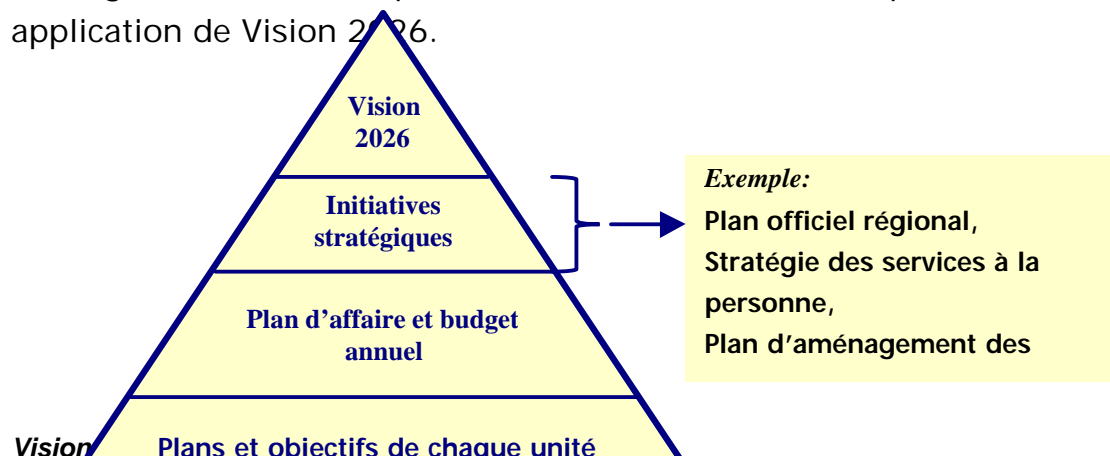 application de Vision 2026.
Vision
2026
Initiatives
stratégiques
Exemple:
Plan officiel régional,
Stratégie des services à la
personne,
Plan d'aménagement des
Plan d'affaire et budget
annuel
Vision
Plans et objectifs de chaque unité